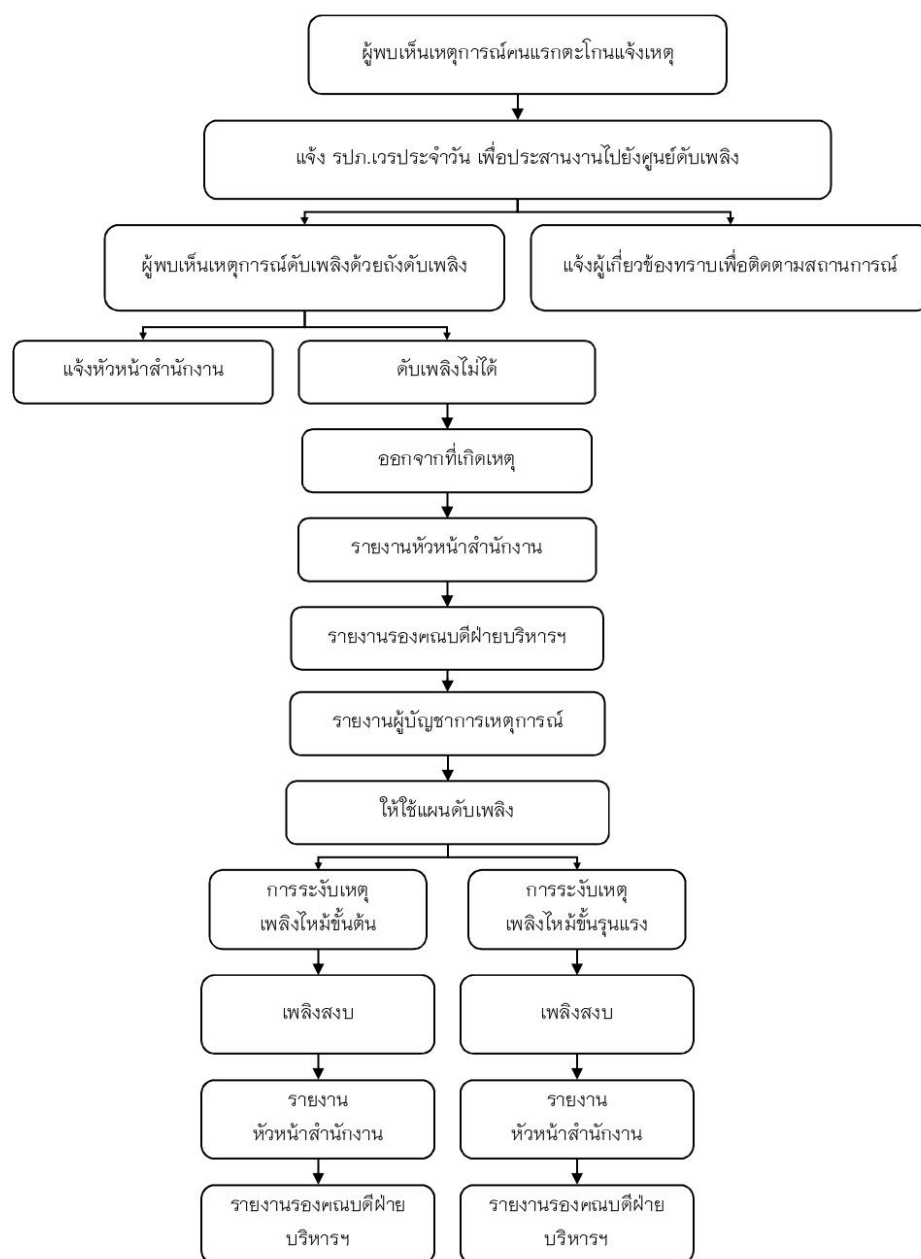 ผู้พบเห็นเหตุการณ์คนแรกตะโกนแจ้งเหตุ
แจ้ง รปภ.เวรประจำวัน เพื่อประสานงานไปยังศูนย์ดับเพลิง
ผู้พบเห็นเหตุการณ์ดับเพลิงด้วยถังดับเพลิง
แจ้งผู้เกี่ยวข้องทราบเพื่อติดตามสถานการณ์
แจ้งหัวหน้าสำนักงาน
ดับเพลิงไม่ได้
ออกจากที่เกิดเหตุ
รายงานหัวหน้าสำนักงาน
รายงานรองคณบดีฝ่ายบริหารฯ
รายงานผู้บัญชาการเหตุการณ์
ให้ใช้แผนดับเพลิง
การระงับเหตุ
เพลิงไหม้ขั้นต้น
การระงับเหตุ
เพลิงไหม้ขั้นรุนแรง
เพลิงสงบ
เพลิงสงบ
รายงาน
หัวหน้าสำนักงาน
รายงาน
หัวหน้าสำนักงาน
รายงานรองคณบดีฝ่าย
บริหารฯ
รายงานรองคณบดีฝ่าย
บริหารฯ